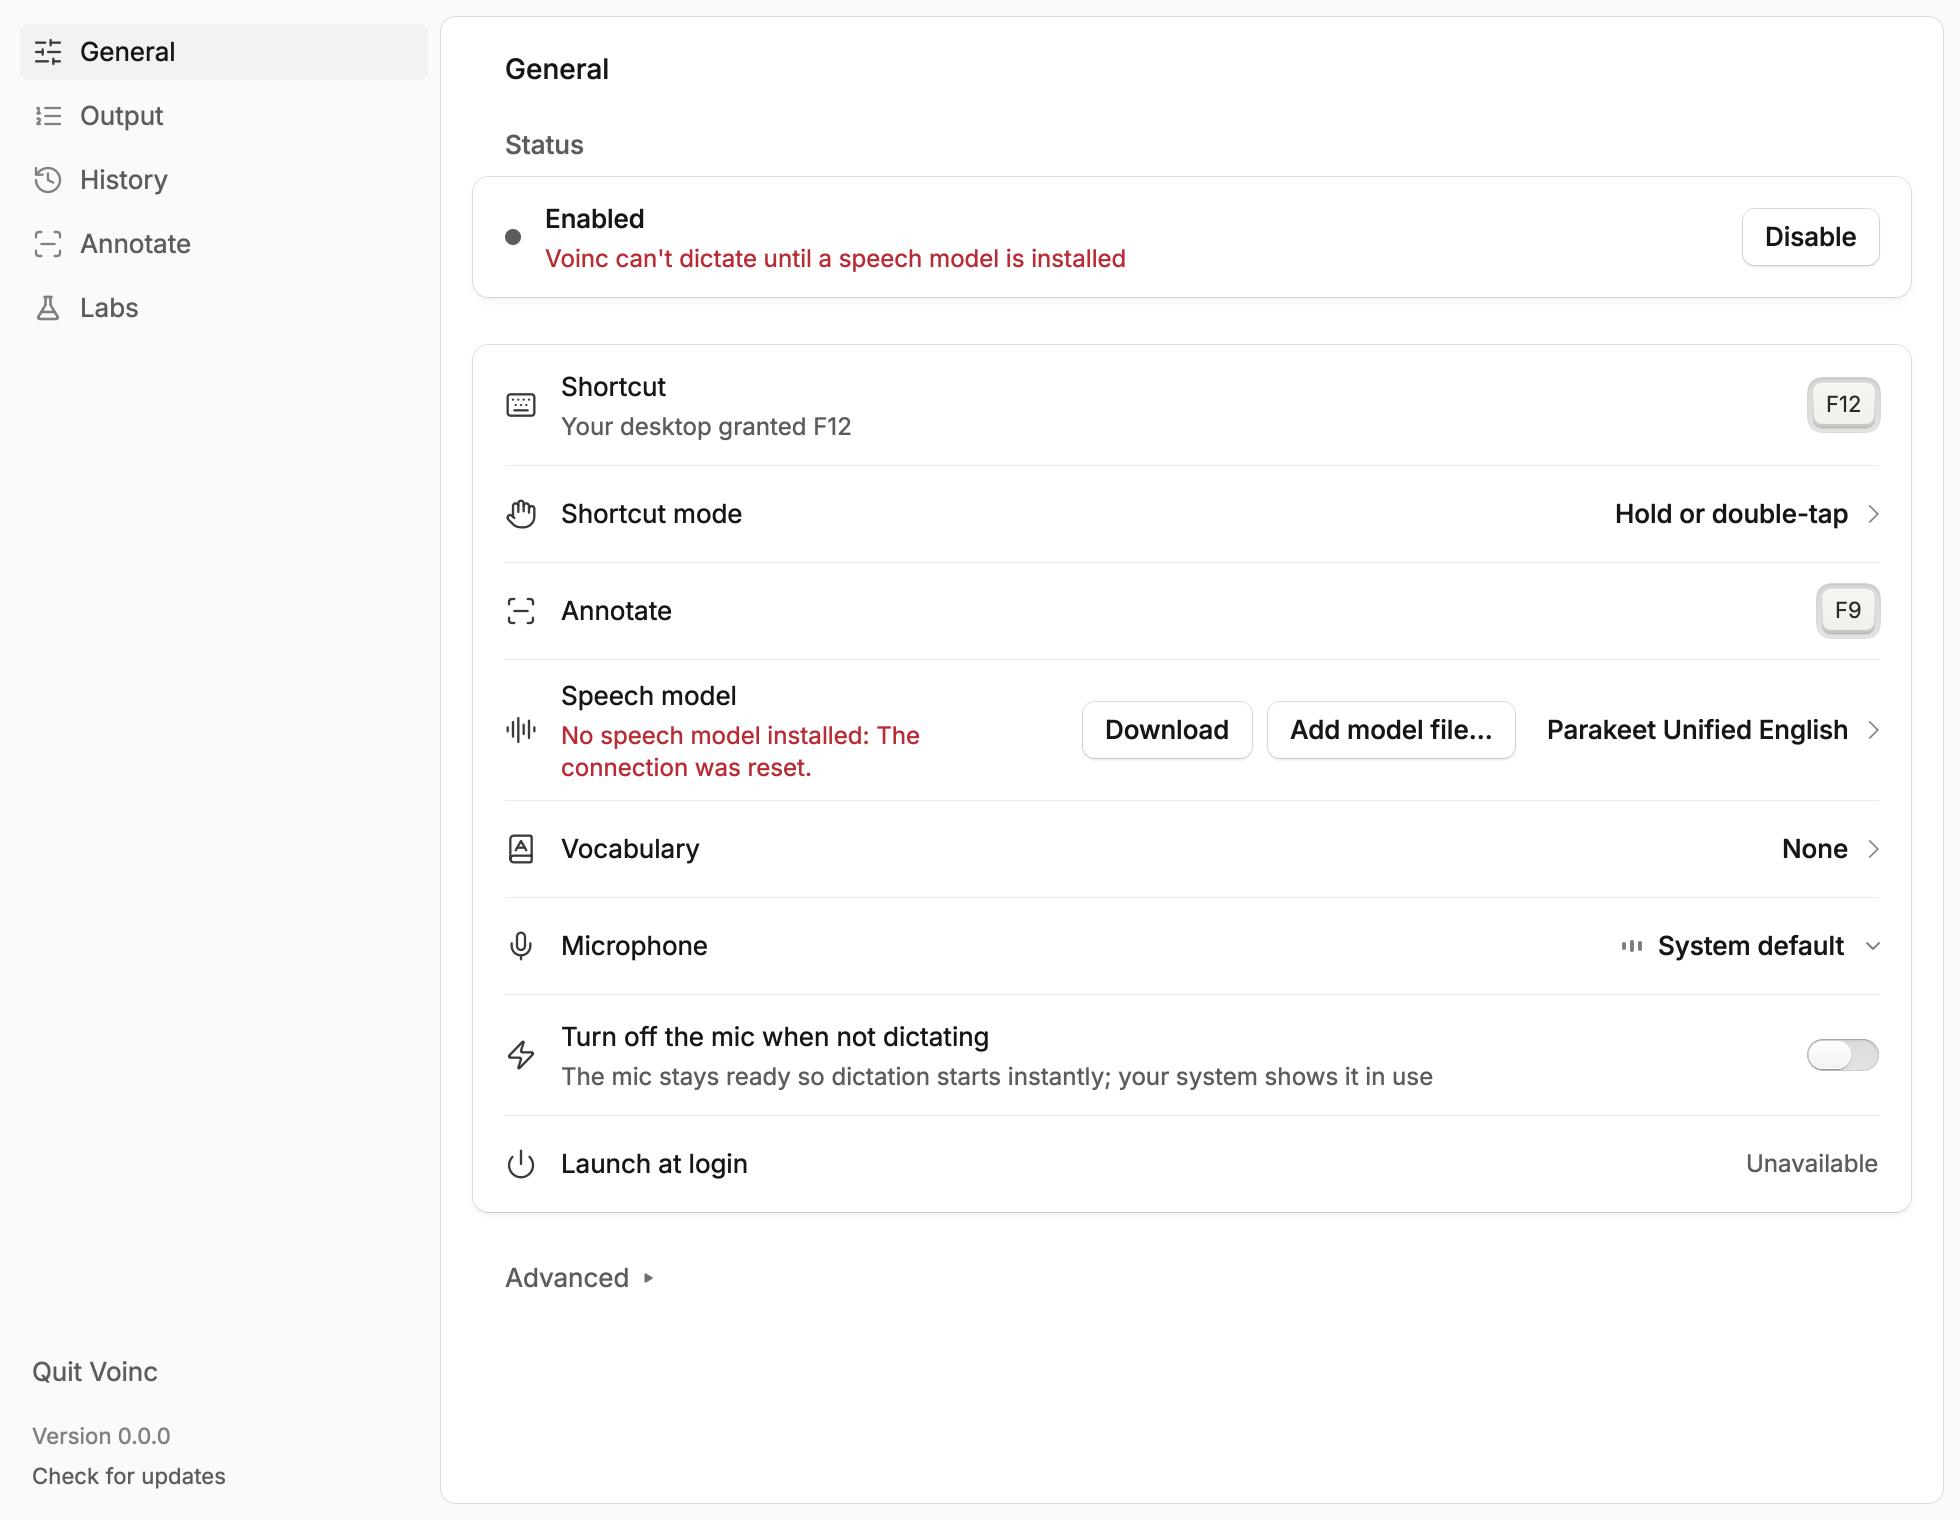 General
Output
History
Annotate
Labs
Quit Voinc
Version 0.0.0
Check for updates
General
Status
Enabled
Voinc can't dictate until a speech model is installed
Disable
Shortcut
Your desktop granted F12
F12
Shortcut mode
Hold or double-tap
Annotate
F9
Speech model
No speech model installed: The
connection was reset.
Download
Add model file...
Parakeet Unified English
Vocabulary
None
Microphone
System default
Turn off the mic when not dictating
The mic stays ready so dictation starts instantly; your system shows it in use
Launch at login
Unavailable
Advanced